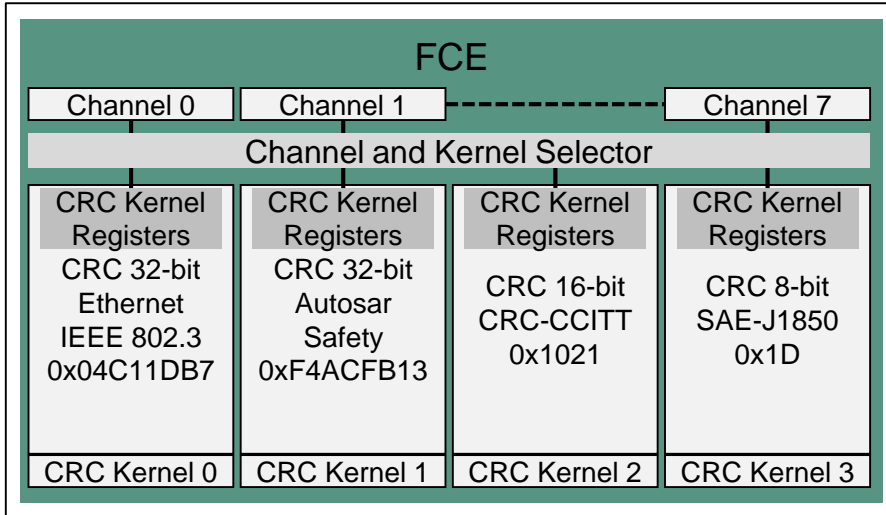 FCE
Channel 0
Channel 1
Channel 7
Channel and Kernel Selector
CRC Kernel
Registers
CRC 32-bit
Ethernet
IEEE 802.3
0x04C11DB7
CRC Kernel 0
CRC Kernel
Registers
CRC 32-bit
Autosar
Safety
0xF4ACFB13
CRC Kernel 1
CRC Kernel
Registers
CRC 16-bit
CRC-CCITT
0x1021
CRC Kernel 2
CRC Kernel
Registers
CRC 8-bit
SAE-J1850
0x1D
CRC Kernel 3